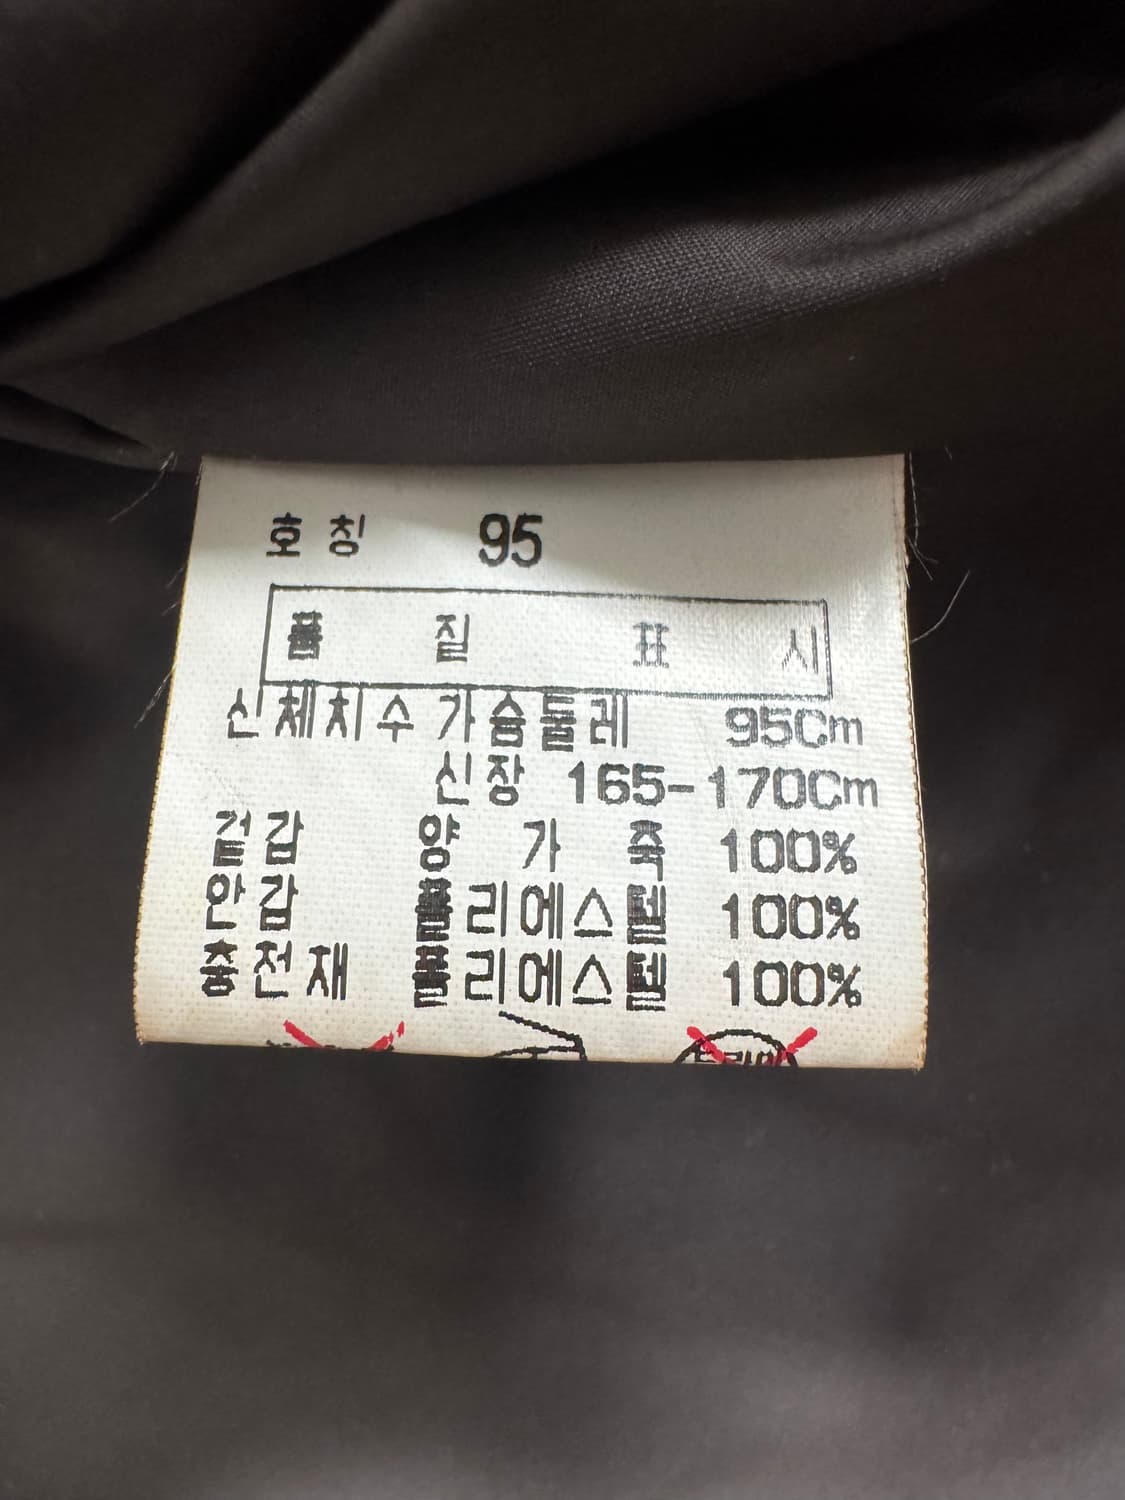 호칭 95
품질표시
신체치수 가슴둘레 95Cm
신장 165-170Cm
겉감 양가죽 100%
안감 폴리에스텔 100%
충전재 폴리에스텔 100%